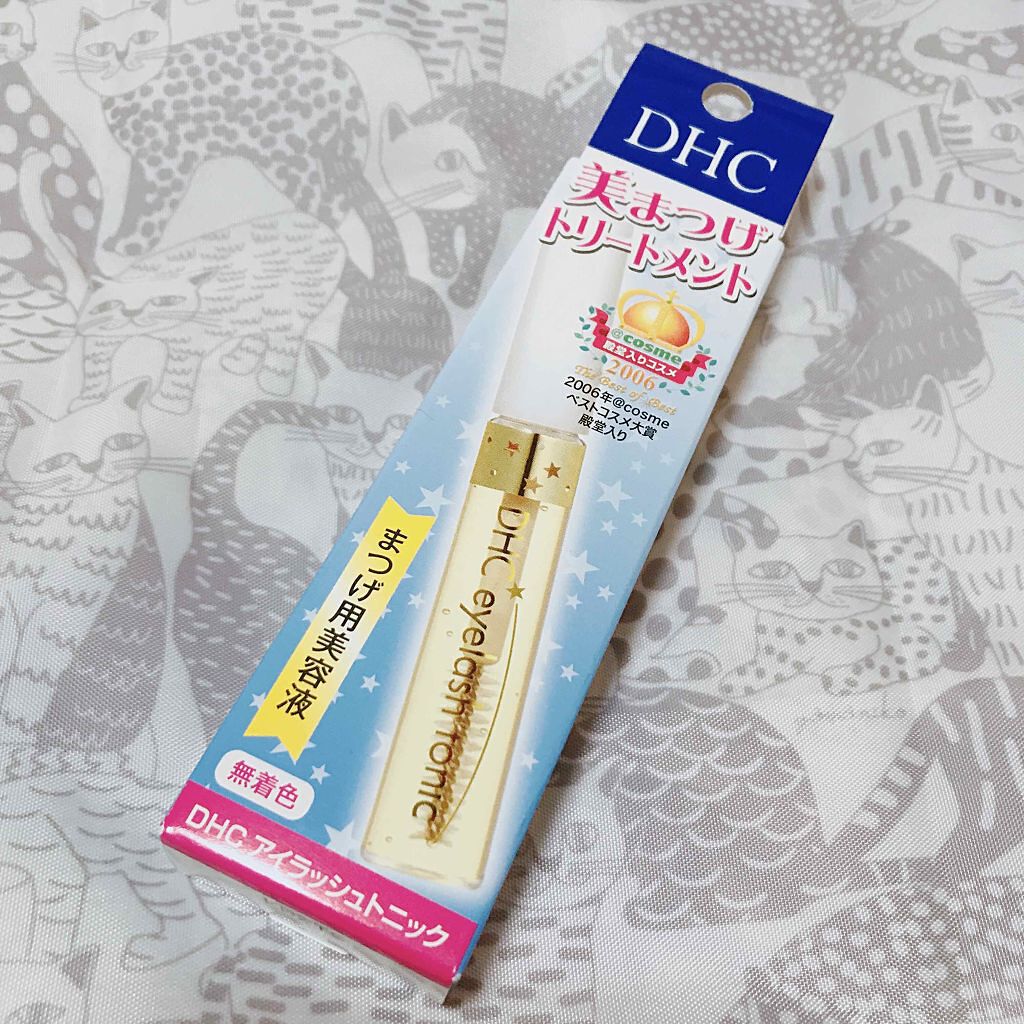 DHC
美まつげ
トリートメント
@cosme
殿堂入りコスメ
2006
The Best of Best
2006年@cosme
ベストコスメ大賞
殿堂入り
DHC eyelash tonic
まつげ用美容液
無着色
DHC アイラッシュトニック